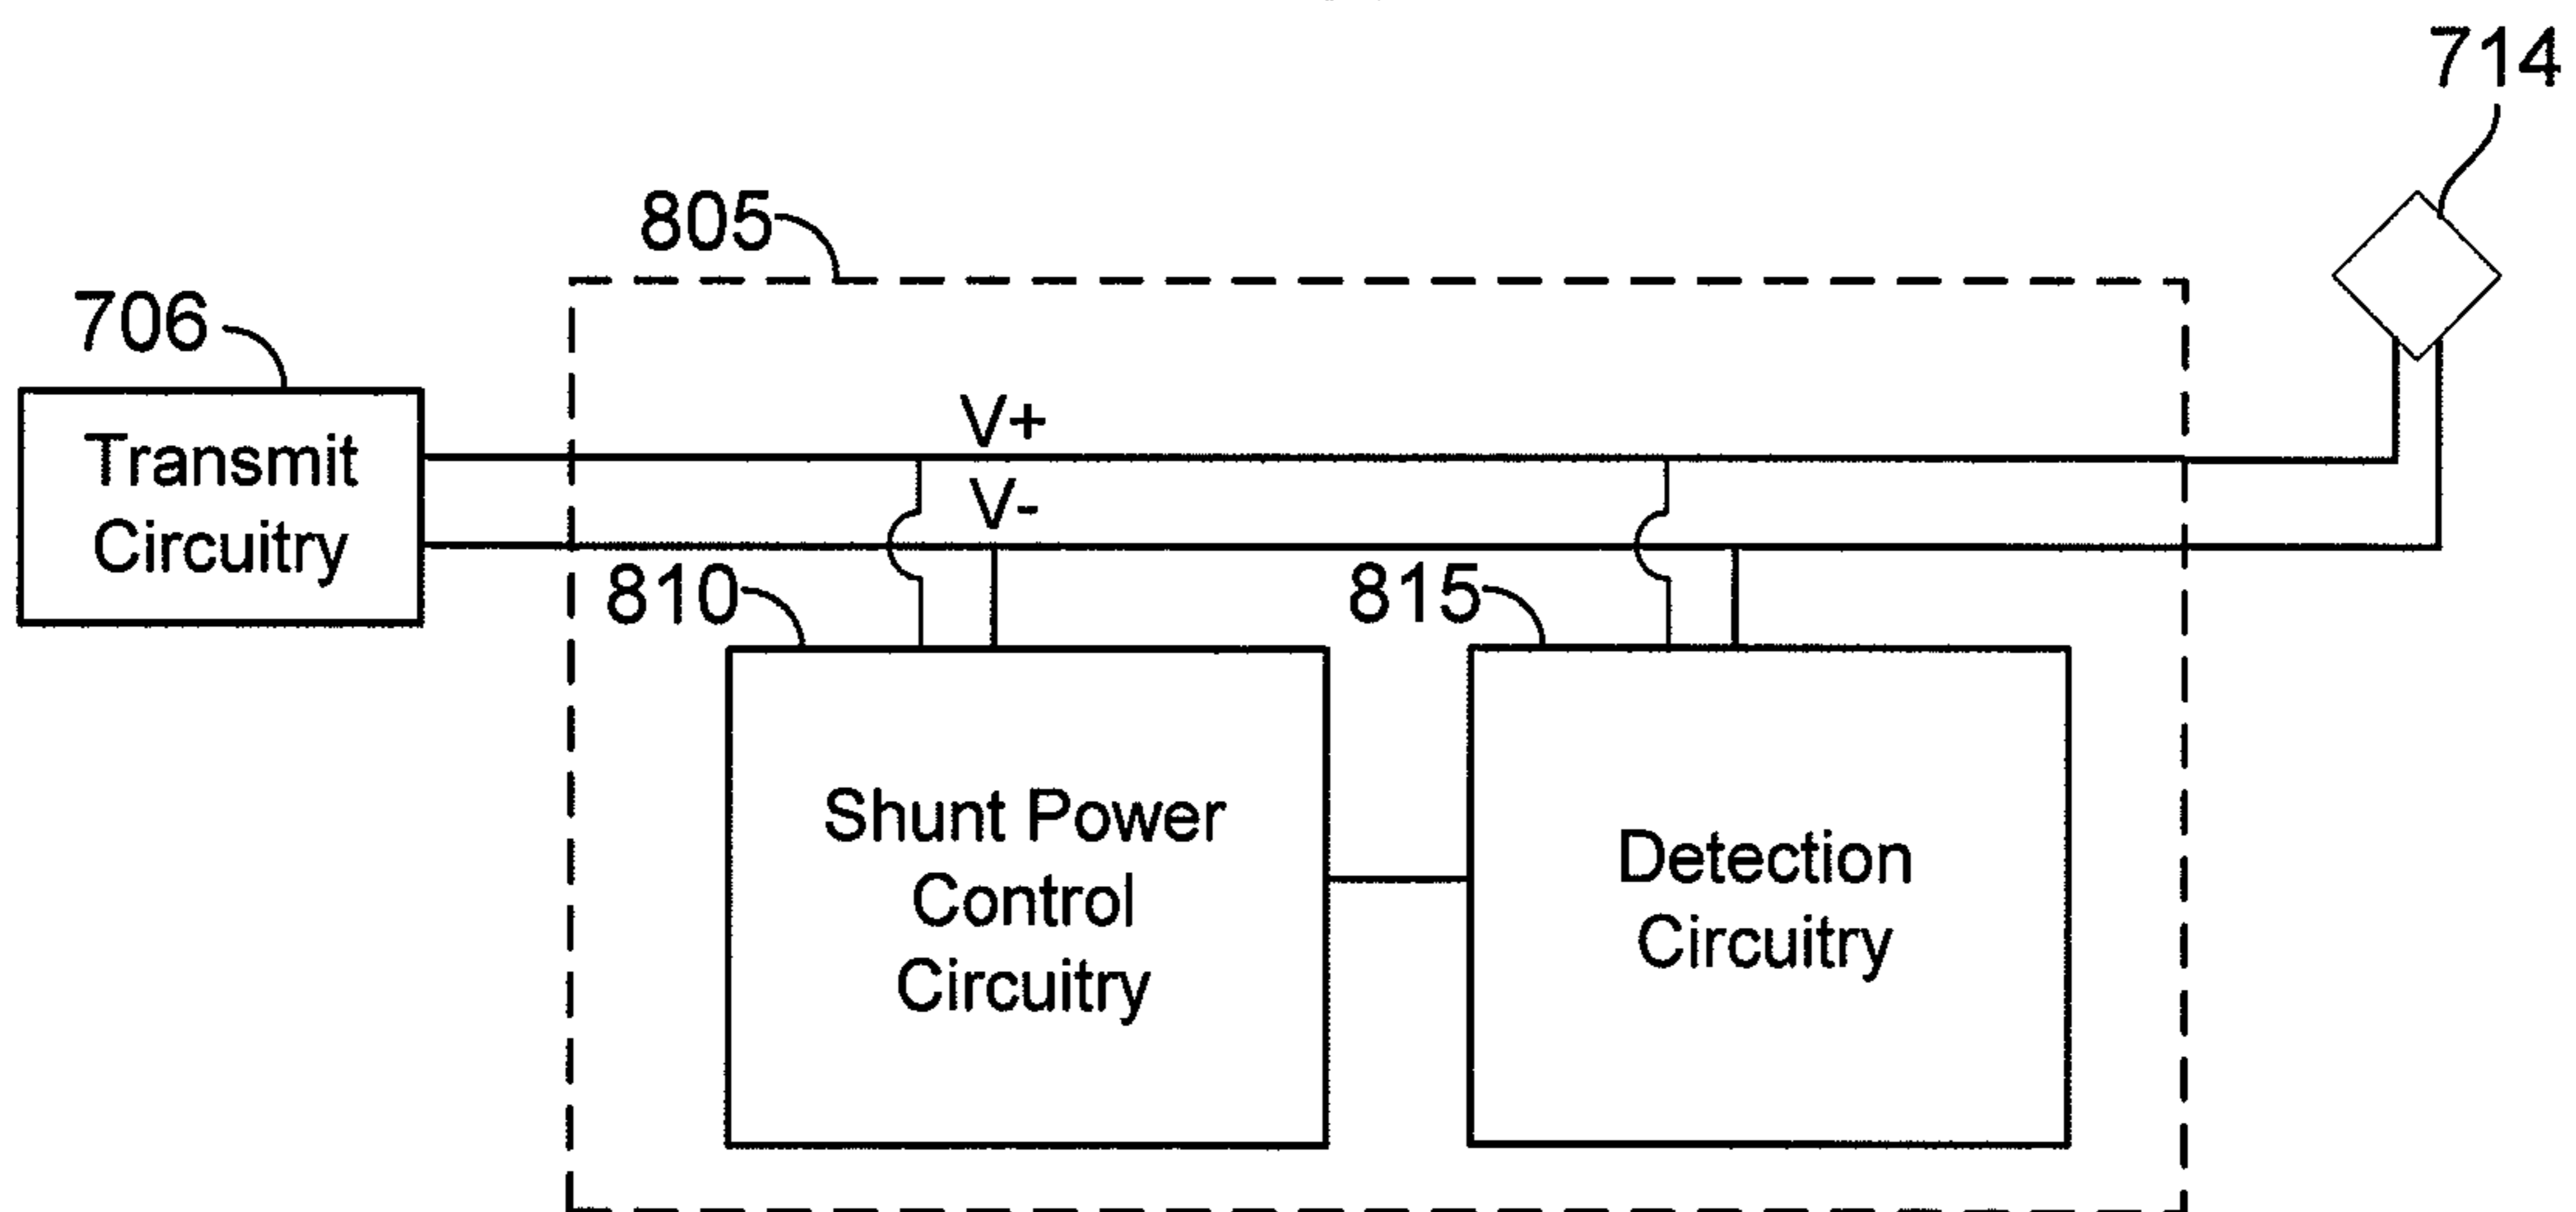 714
805
706
Transmit
Circuitry
V+
V-
810
815
Shunt Power
Control
Circuitry
Detection
Circuitry